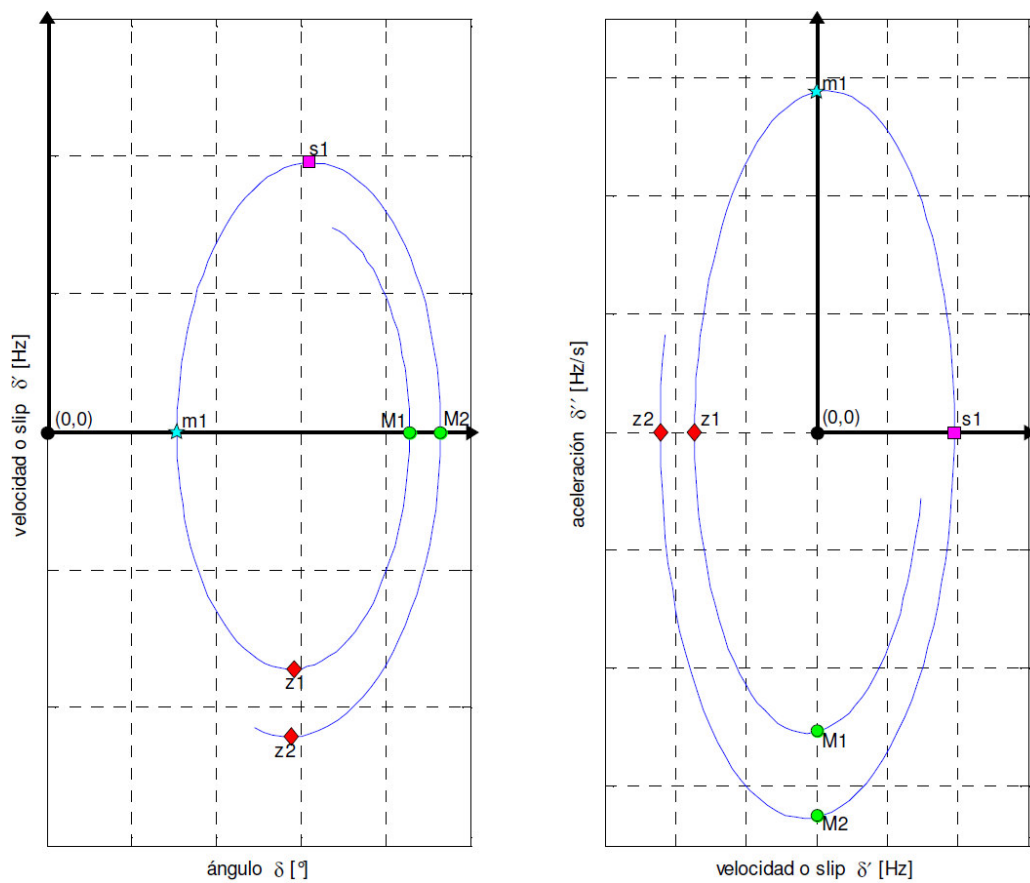 s1
(0,0)
m1
M1
M2
z1
z2
velocidad o slip δ′ [Hz]
ángulo δ [º]
m1
z2
z1
(0,0)
s1
M1
M2
aceleración δ′′ [Hz/s]
velocidad o slip δ′ [Hz]